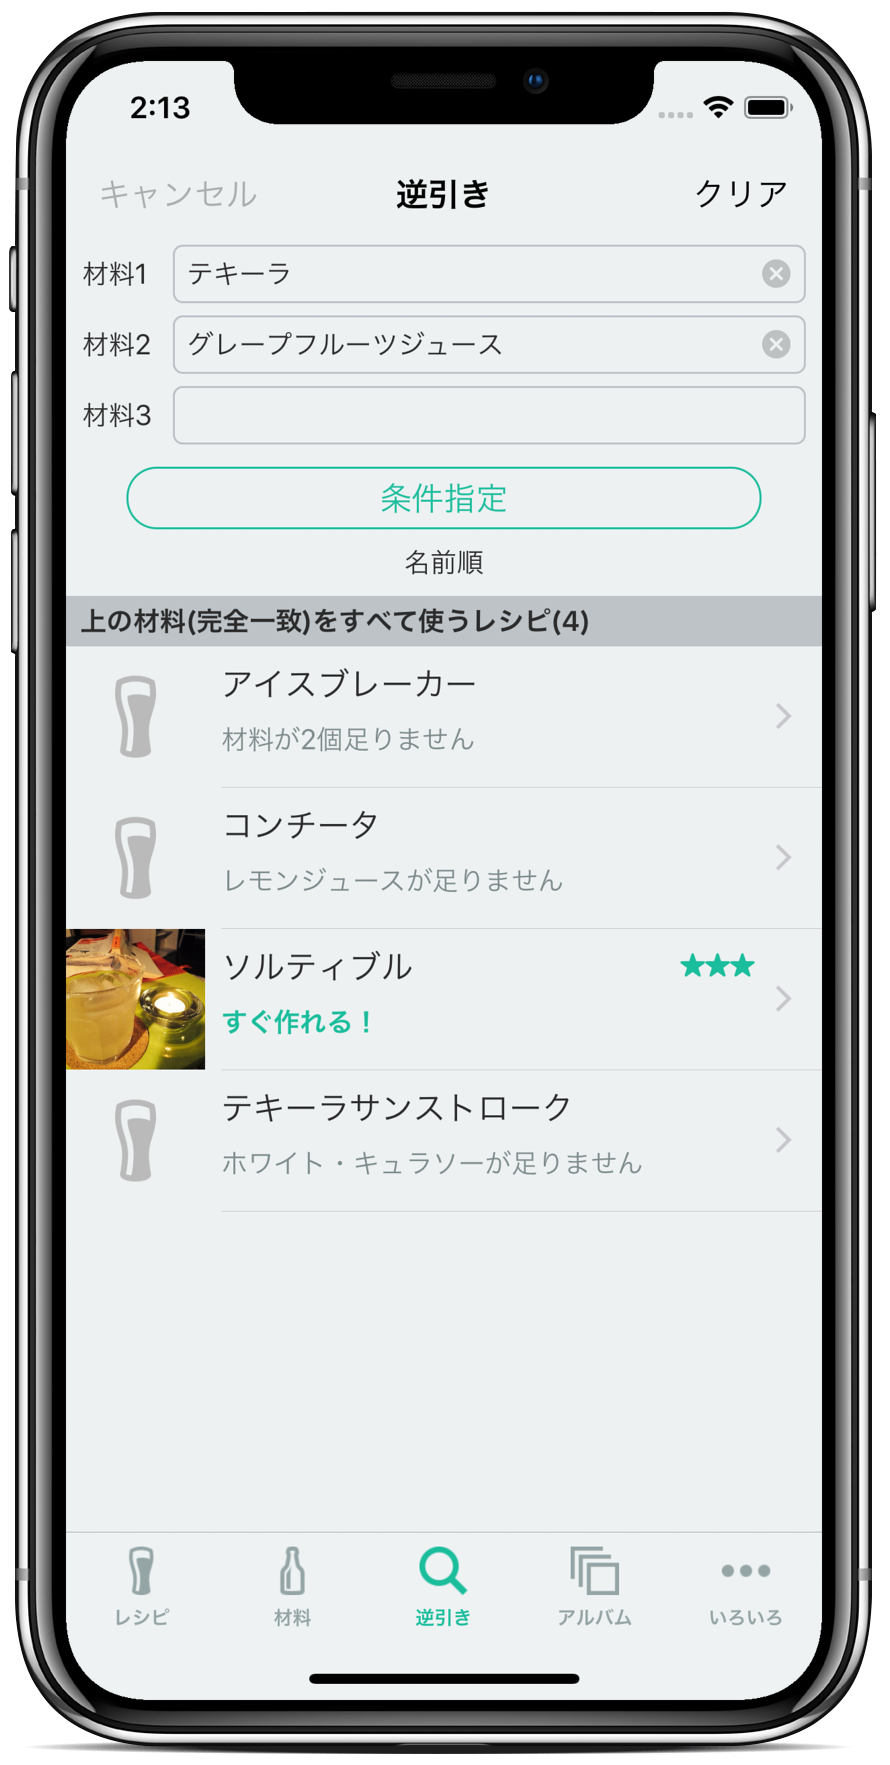 2:13
キャンセル 逆引き クリア
材料1 テキーラ
材料2 グレープフルーツジュース
材料3
条件指定
名前順
上の材料(完全一致)をすべて使うレシピ(4)
アイスブレーカー
材料が2個足りません
コンチータ
レモンジュースが足りません
ソルティブル ★★★
すぐ作れる！
テキーラサンストローク
ホワイト・キュラソーが足りません
レシピ 材料 逆引き アルバム いろいろ